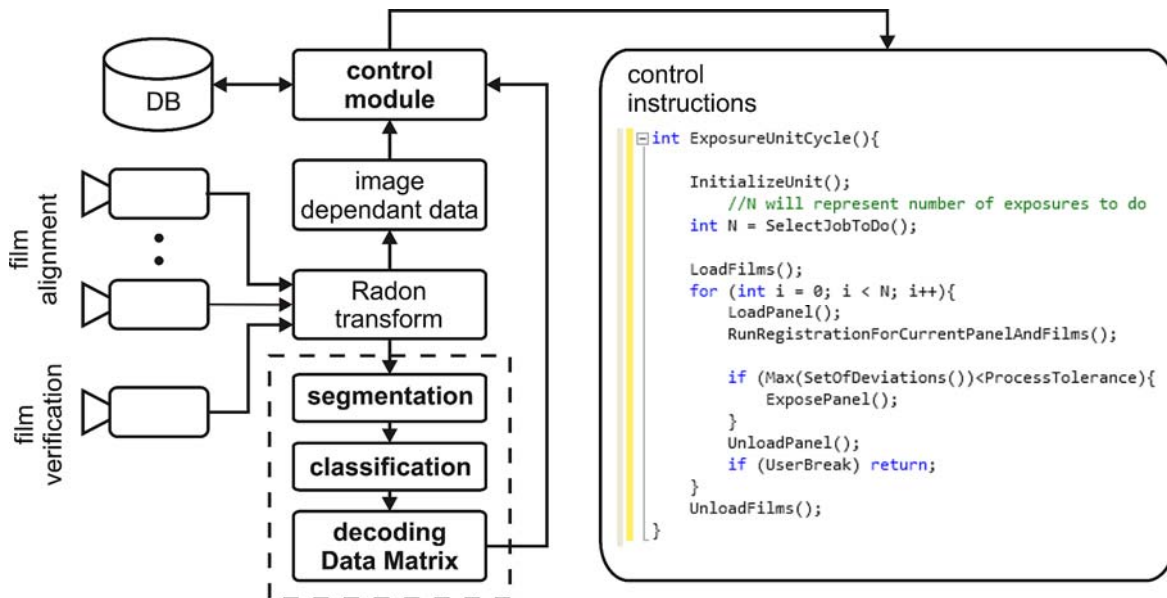 DB
control
module
image
dependant data
Radon
transform
segmentation
classification
decoding
Data Matrix
film
alignment
film
verification
control
instructions
int ExposureUnitCycle(){
InitializeUnit();
//N will represent number of exposures to do
int N = SelectJobToDo();
LoadFilms();
for (int i = 0; i < N; i++){
LoadPanel();
RunRegistrationForCurrentPanelAndFilms();
if (Max(SetOfDeviations())<ProcessTolerance){
ExposePanel();
}
UnloadPanel();
if (UserBreak) return;
}
UnloadFilms();
}